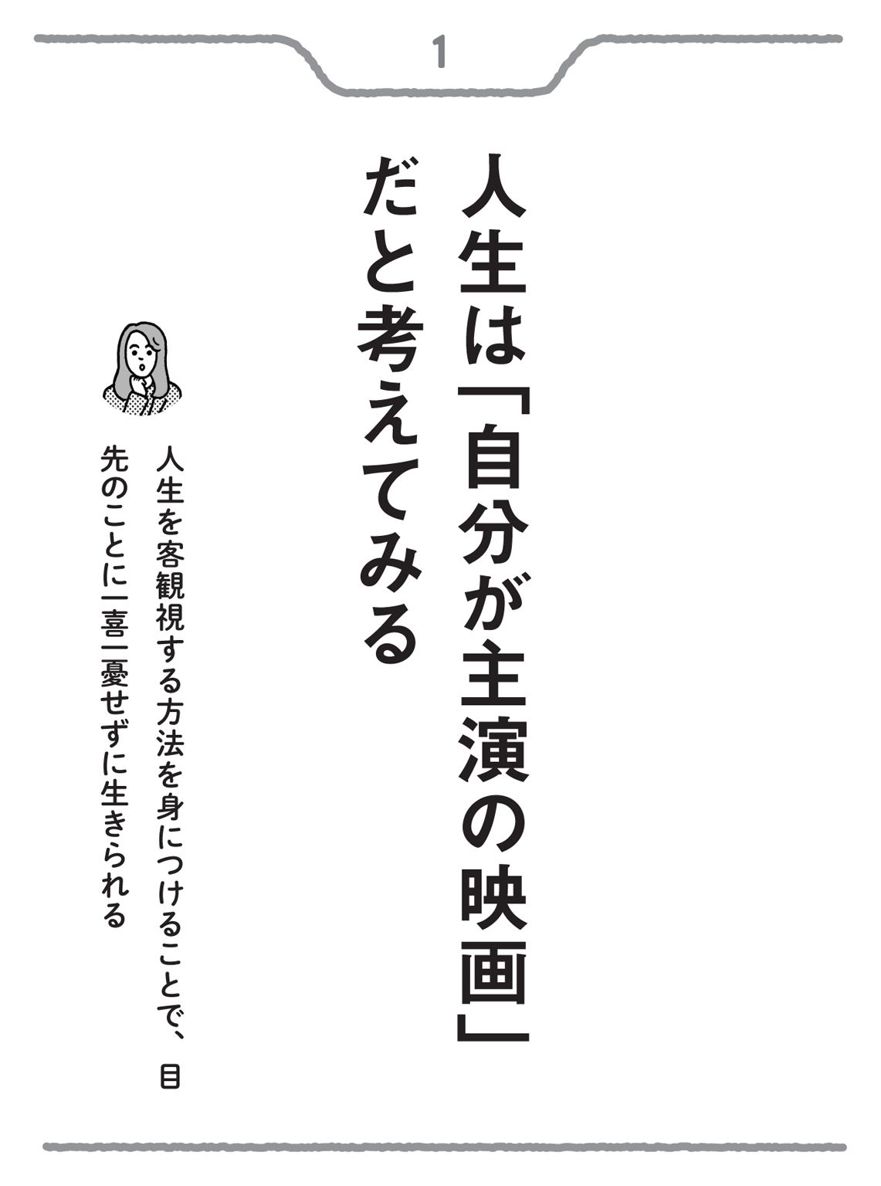 1
人生は「自分が主演の映画」
だと考えてみる
人生を客観視する方法を身につけることで、目
先のことに一喜一憂せずに生きられる